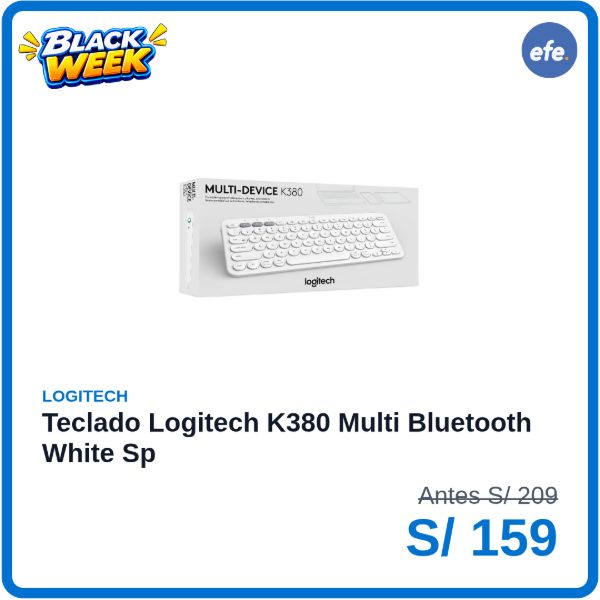 BLACK
WEEK
efe.
MULTI-DEVICE K380
logitech
LOGITECH
Teclado Logitech K380 Multi Bluetooth
White Sp
Antes S/ 209
S/ 159